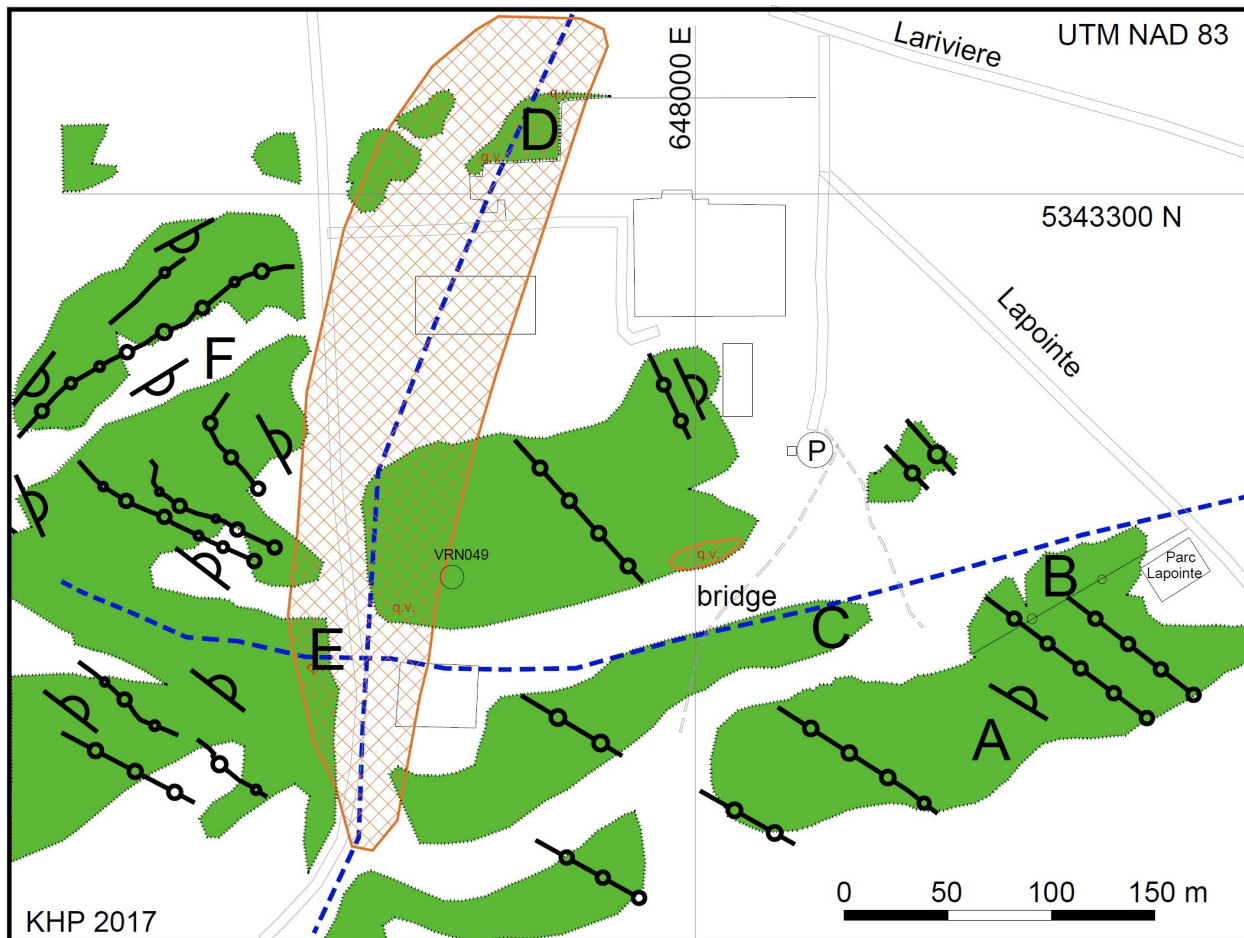 Lariviere
UTM NAD 83
648000 E
q.v.
D
q.v.
5343300 N
Lapointe
F
P
VRN049
q.v.
q.v.
bridge
B
Parc
Lapointe
C
E
q.
A
0 50 100 150 m
KHP 2017